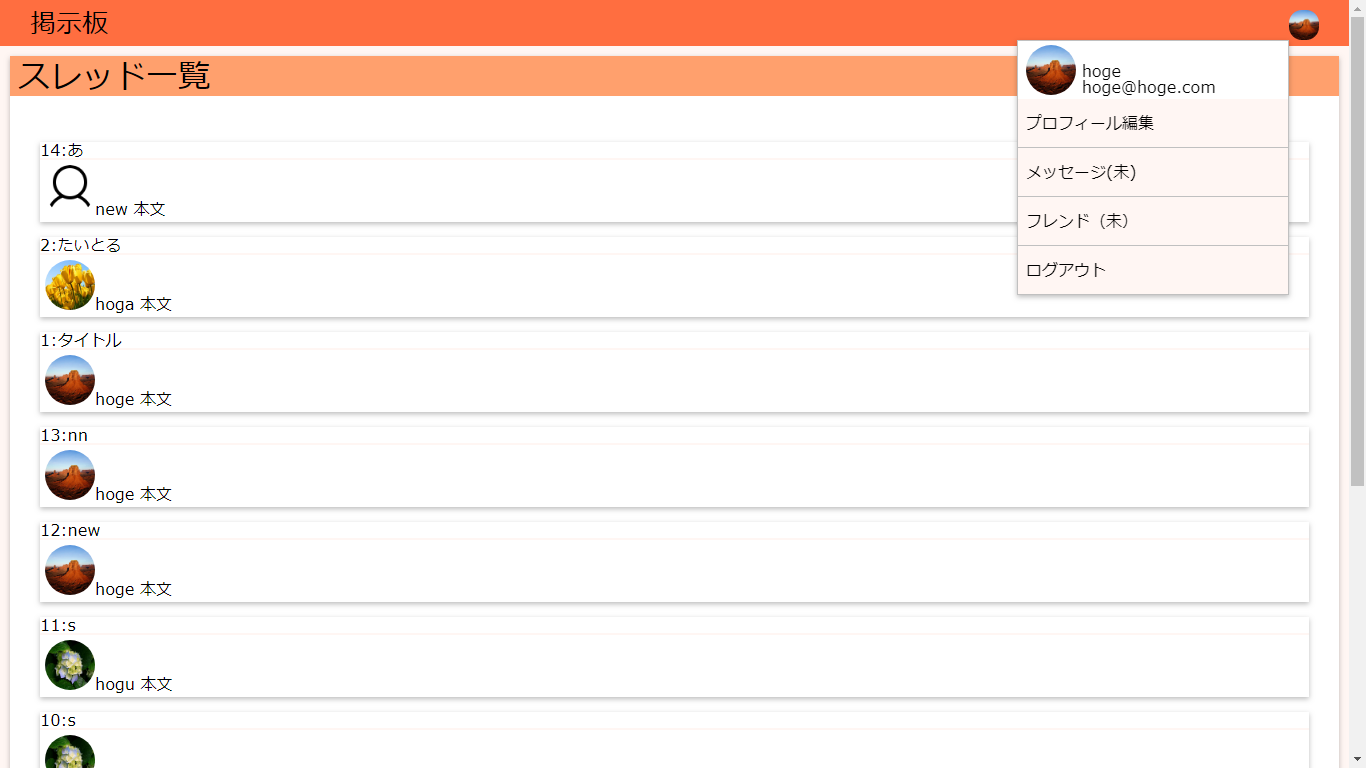 掲示板
hoge
hoge@hoge.com
プロフィール編集
メッセージ(未)
フレンド（未）
ログアウト
スレッド一覧
14:あ
new 本文
2:たいとる
hoga 本文
1:タイトル
hoge 本文
13:nn
hoge 本文
12:new
hoge 本文
11:s
hogu 本文
10:s